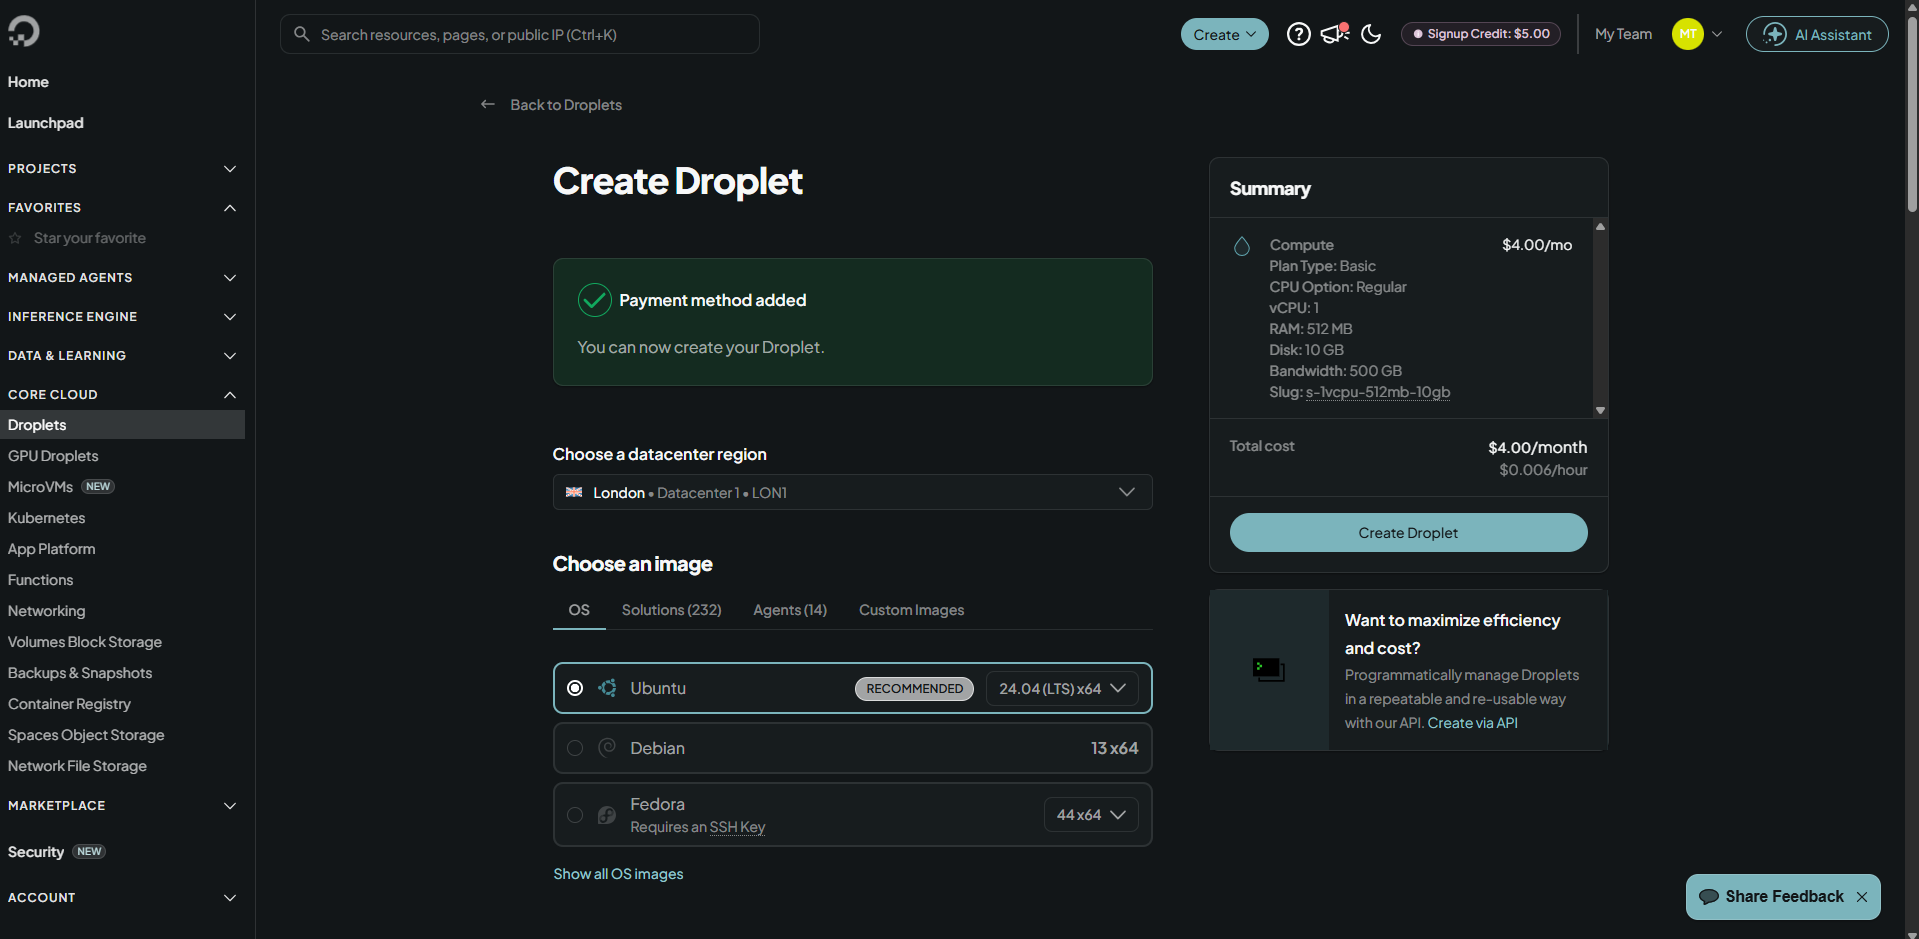 Search resources, pages, or public IP (Ctrl+K)
Create
Signup Credit: $5.00
My Team
MT
AI Assistant
Home
Launchpad
PROJECTS
FAVORITES
Star your favorite
MANAGED AGENTS
INFERENCE ENGINE
DATA & LEARNING
CORE CLOUD
Droplets
GPU Droplets
MicroVMs NEW
Kubernetes
App Platform
Functions
Networking
Volumes Block Storage
Backups & Snapshots
Container Registry
Spaces Object Storage
Network File Storage
MARKETPLACE
Security NEW
ACCOUNT
Back to Droplets
Create Droplet
Payment method added
You can now create your Droplet.
Choose a datacenter region
London • Datacenter 1 • LON1
Choose an image
OS
Solutions (232)
Agents (14)
Custom Images
Ubuntu
RECOMMENDED
24.04 (LTS) x64
Debian
13 x64
Fedora
Requires an SSH Key
44 x64
Show all OS images
Summary
Compute
$4.00/mo
Plan Type: Basic
CPU Option: Regular
vCPU: 1
RAM: 512 MB
Disk: 10 GB
Bandwidth: 500 GB
Slug: s-1vcpu-512mb-10gb
Total cost
$4.00/month
$0.006/hour
Create Droplet
Want to maximize efficiency
and cost?
Programmatically manage Droplets
in a repeatable and re-usable way
with our API. Create via API
Share Feedback